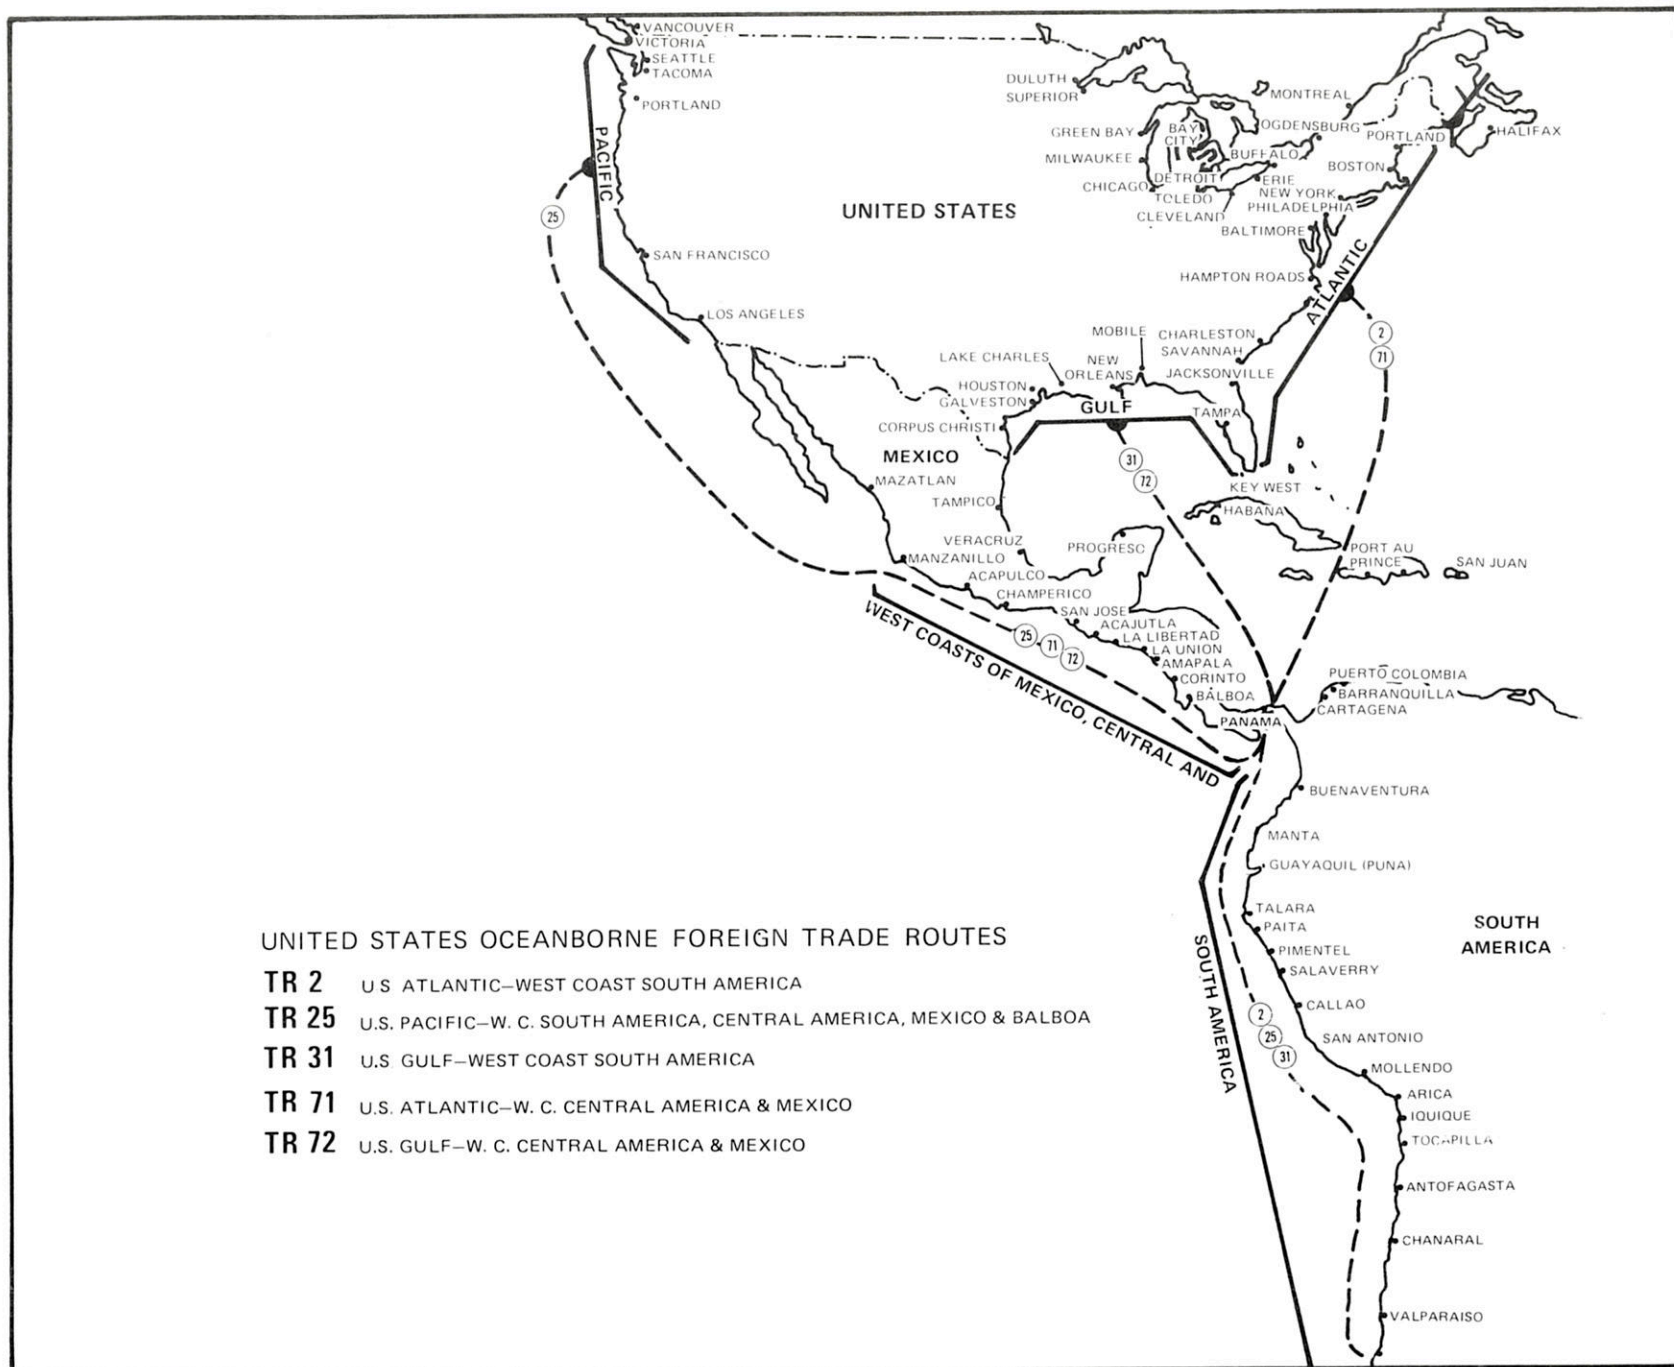 VANCOUVER
VICTORIA
SEATTLE
TACOMA
PORTLAND
PACIFIC
25
SAN FRANCISCO
LOS ANGELES
UNITED STATES
DULUTH
SUPERIOR
GREEN BAY
MILWAUKEE
CHICAGO
BAY
CITY
DETROIT
TOLEDO
CLEVELAND
MONTREAL
OGDENSBURG
BUFFALO
ERIE
PORTLAND
HALIFAX
BOSTON
NEW YORK
PHILADELPHIA
BALTIMORE
HAMPTON ROADS
ATLANTIC
2
71
MOBILE
CHARLESTON
SAVANNAH
JACKSONVILLE
LAKE CHARLES
NEW
ORLEANS
HOUSTON
GALVESTON
GULF
TAMPA
CORPUS CHRISTI
MEXICO
31
72
KEY WEST
HABANA
MAZATLAN
TAMPICO
VERACRUZ
PROGRESO
MANZANILLO
ACAPULCO
CHAMPERICO
PORT AU
PRINCE
SAN JUAN
SAN JOSE
ACAJUTLA
LA LIBERTAD
LA UNION
AMAPALA
CORINTO
BALBOA
PANAMA
25
71
72
WEST COASTS OF MEXICO, CENTRAL AND
PUERTO COLOMBIA
BARRANQUILLA
CARTAGENA
BUENAVENTURA
MANTA
GUAYAQUIL (PUNA)
TALARA
PAITA
PIMENTEL
SALAVERRY
CALLAO
SAN ANTONIO
MOLLENDO
ARICA
IQUIQUE
TOCAPILLA
ANTOFAGASTA
CHANARAL
VALPARAISO
SOUTH
AMERICA
SOUTH AMERICA
2
25
31
UNITED STATES OCEANBORNE FOREIGN TRADE ROUTES
TR 2 U S ATLANTIC–WEST COAST SOUTH AMERICA
TR 25 U.S. PACIFIC–W. C. SOUTH AMERICA, CENTRAL AMERICA, MEXICO & BALBOA
TR 31 U.S. GULF–WEST COAST SOUTH AMERICA
TR 71 U.S. ATLANTIC–W. C. CENTRAL AMERICA & MEXICO
TR 72 U.S. GULF–W. C. CENTRAL AMERICA & MEXICO